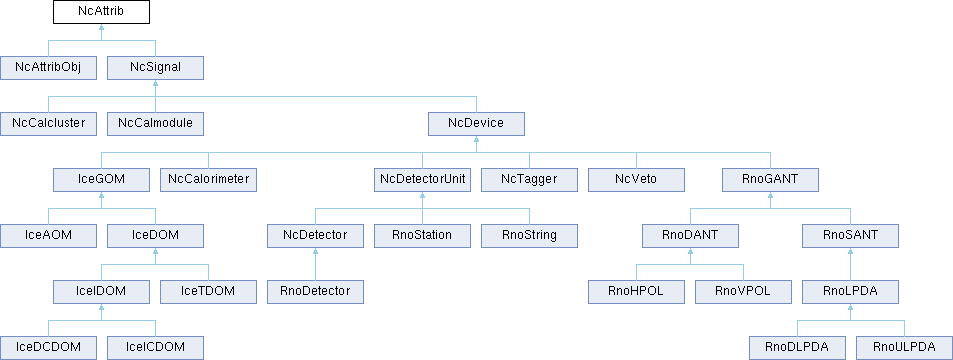 NcAttrib
NcAttribObj NcSignal
NcCalcluster NcCalmodule NcDevice
IceGOM NcCalorimeter NcDetectorUnit NcTagger NcVeto RnoGANT
IceAOM IceDOM NcDetector RnoStation RnoString RnoDANT RnoSANT
IceIDOM IceTDOM RnoDetector RnoHPOL RnoVPOL RnoLPDA
IceDCDOM IceICDOM RnoDLPDA RnoULPDA